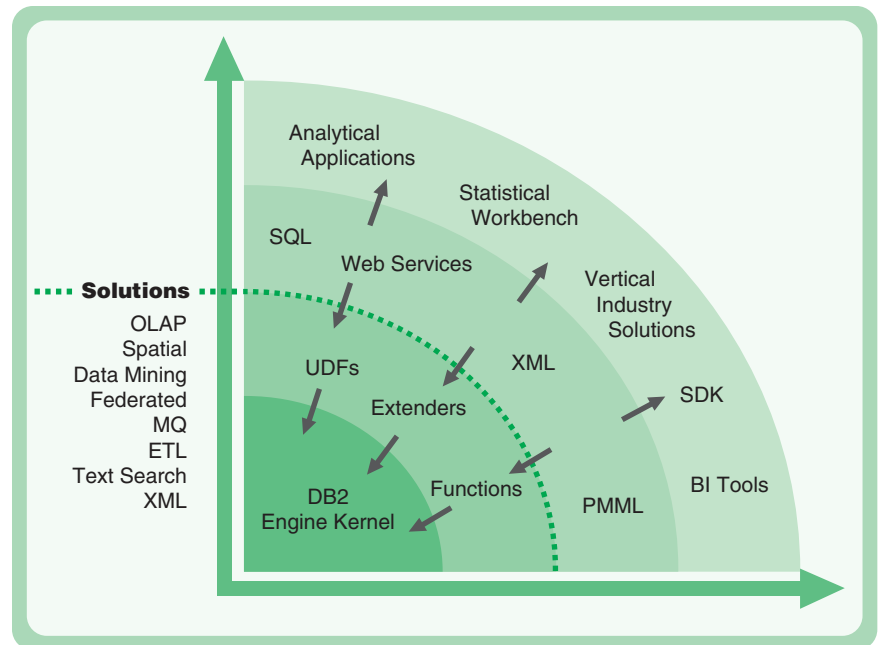 Analytical
Applications
Statistical
Workbench
SQL
Web Services
Vertical
Industry
Solutions
Solutions
OLAP
Spatial
Data Mining
Federated
MQ
ETL
Text Search
XML
UDFs
XML
Extenders
SDK
DB2
Engine Kernel
Functions
PMML
BI Tools